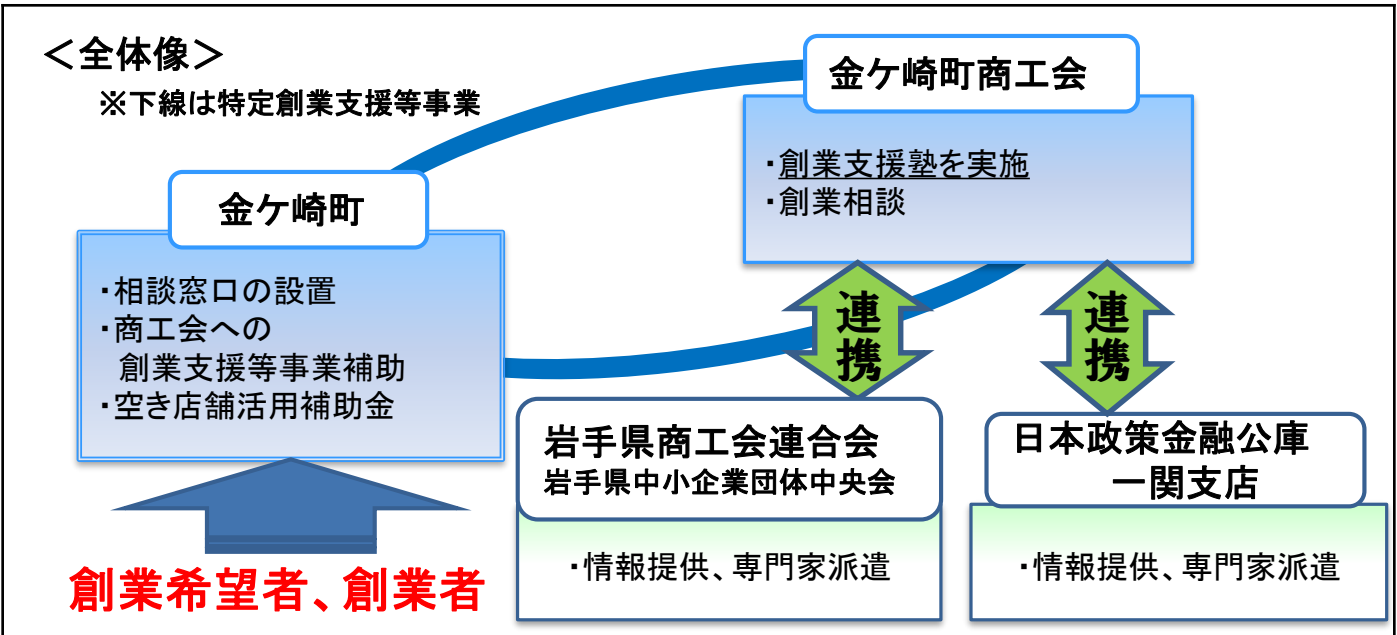 ＜全体像＞
※下線は特定創業支援等事業
金ケ崎町
・相談窓口の設置
・商工会への
創業支援等事業補助
・空き店舗活用補助金
創業希望者、創業者
金ケ崎町商工会
・創業支援塾を実施
・創業相談
連携
連携
岩手県商工会連合会
岩手県中小企業団体中央会
・情報提供、専門家派遣
日本政策金融公庫
一関支店
・情報提供、専門家派遣